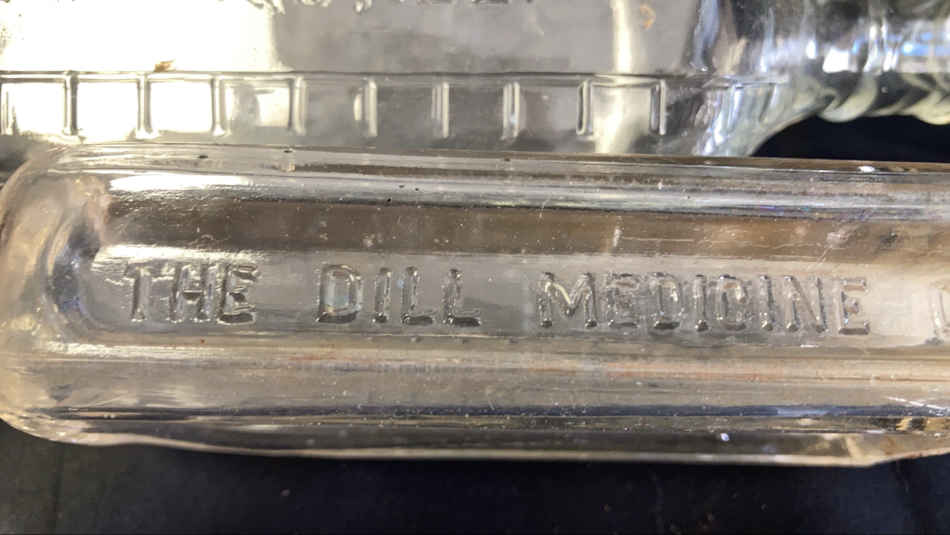 THE DILL MEDICINE